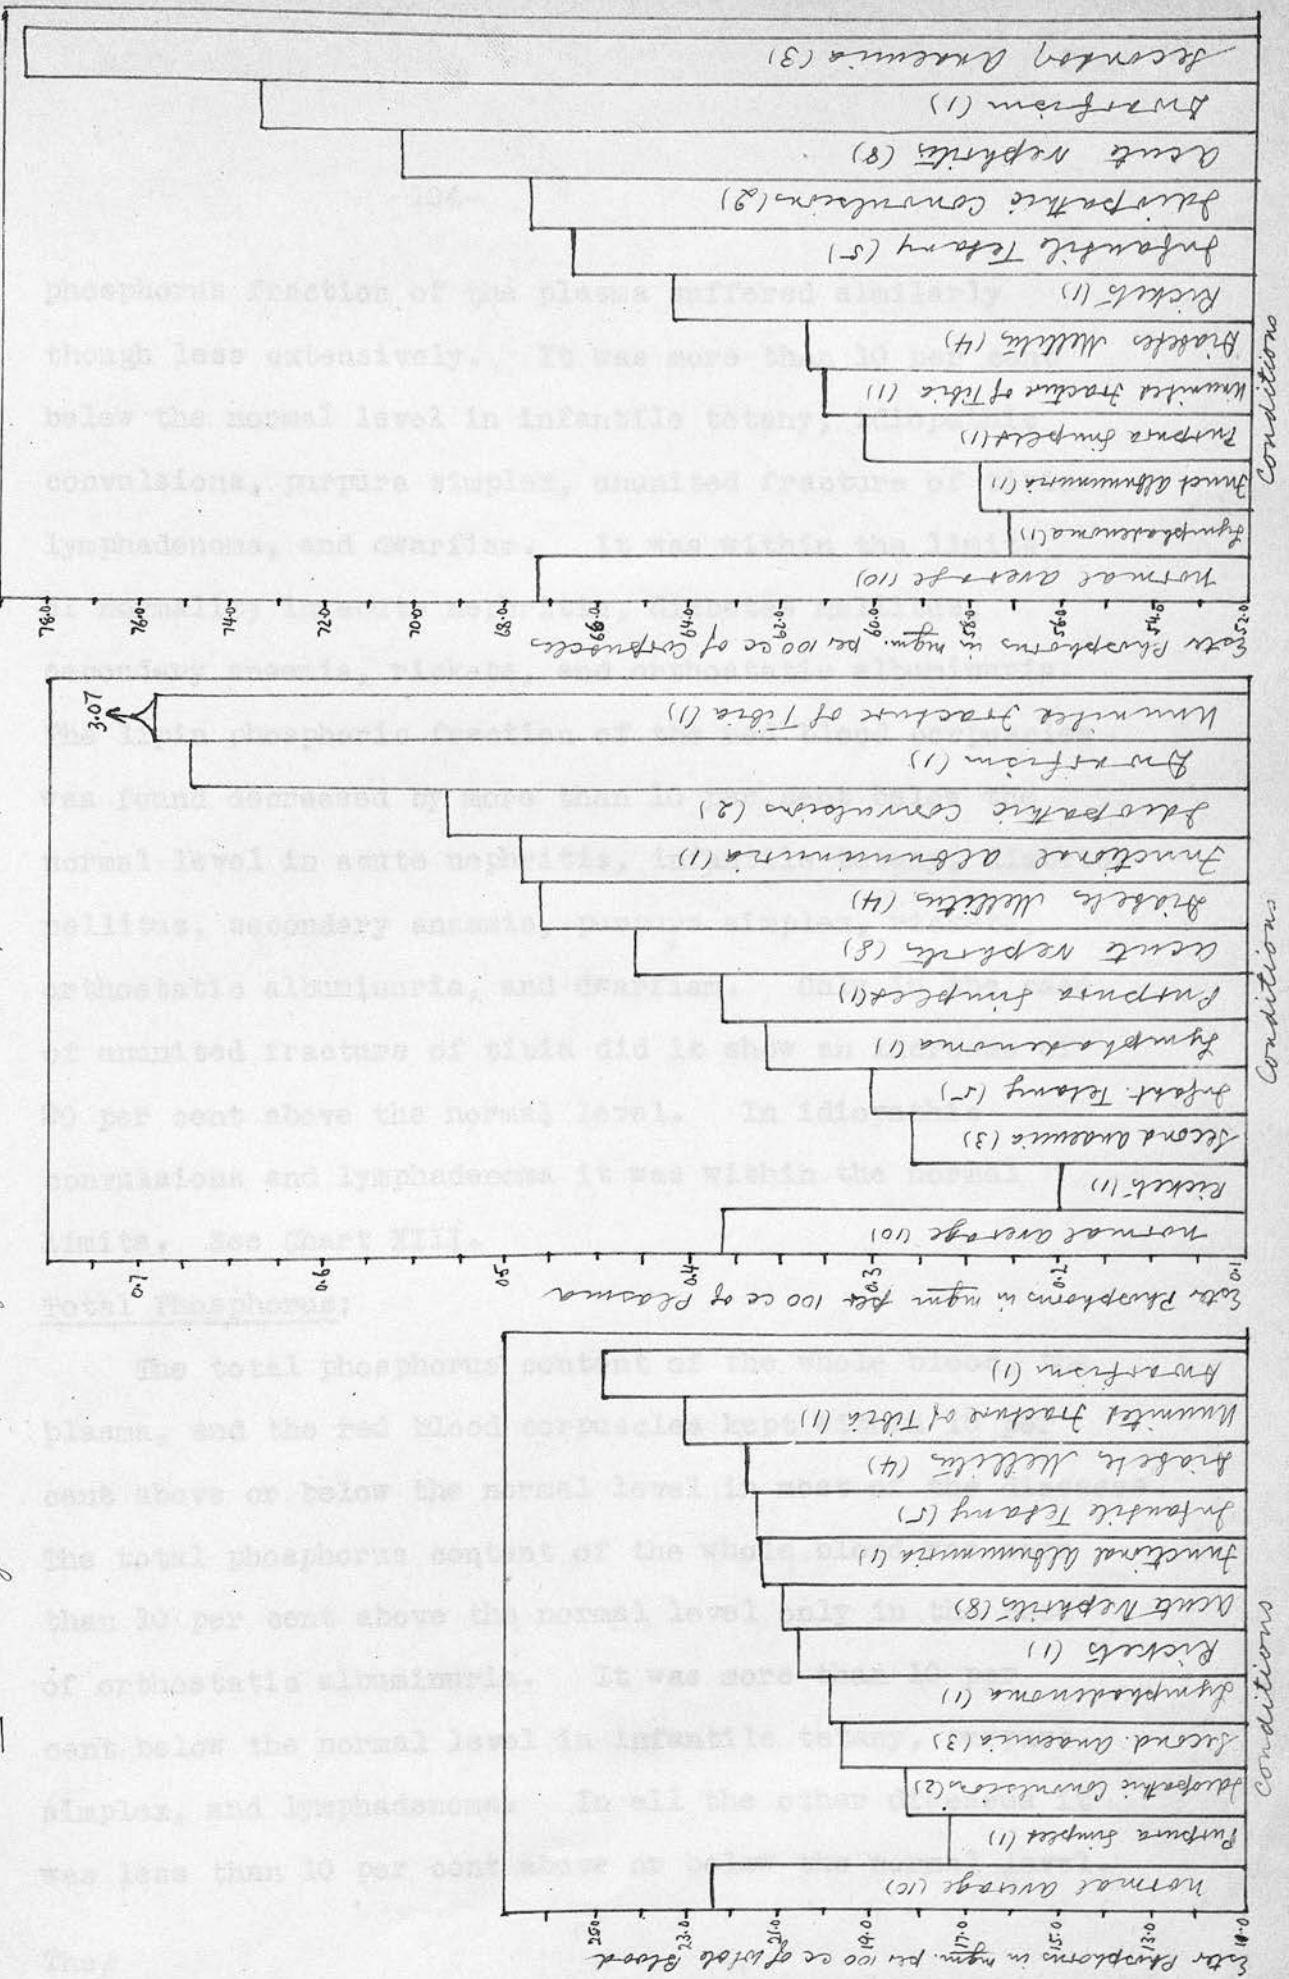 Ester Phosphorus in mgm. per 100 cc of Corpuscles
78.0
76.0
74.0
72.0
70.0
68.0
66.0
64.0
62.0
60.0
58.0
56.0
54.0
52.0
normal average (10)
Lymphadenoma (1)
Funct albuminuria (1)
Purpura Simplex (1)
Ununited Fracture of Tibia (1)
Diabetes Mellitus (4)
Rickets (1)
Infantile Tetany (5)
Idiopathic Convulsions (2)
acute nephritis (8)
Dwarfism (1)
Secondary anaemia (3)
Conditions
Ester Phosphorus in mgm per 100 cc of Plasma
0.7
0.6
0.5
0.4
0.3
0.2
0.1
normal average (10)
Rickets (1)
Second anaemia (3)
Infant. Tetany (5)
Lymphadenoma (1)
Purpura Simplex (1)
acute nephritis (8)
Diabetes Mellitus (4)
Functional albuminuria (1)
Idiopathic convulsions (2)
Dwarfism (1)
Ununited Fracture of Tibia (1)
3.07
Conditions
Ester Phosphorus in mgm. per 100 cc of whole Blood
25.0
23.0
21.0
19.0
17.0
15.0
13.0
11.0
normal average (10)
Purpura Simplex (1)
Idiopathic Convulsions (2)
Second. anaemia (3)
Lymphadenoma (1)
Rickets (1)
acute Nephritis (8)
Functional albuminuria (1)
Infantile Tetany (5)
Diabetes Mellitus (4)
Ununited Fracture of Tibia (1)
Dwarfism (1)
Conditions
phosphorus fraction of the plasma suffered similarly
though less extensively. It was more than 10 per cent
below the normal level in infantile tetany, idiopathic
convulsions, purpura simplex, ununited fracture of
lymphadenoma, and dwarfism. It was within the limits
of normality in acute nephritis, diabetes mellitus
secondary anaemia, rickets, and orthostatic albuminuria.
The lipin phosphoric fraction of the red blood corpuscles
was found decreased by more than 10 per cent below the
normal level in acute nephritis,
mellitus, secondary anaemia, purpura simplex, rickets,
orthostatic albuminuria, and dwarfism. Only in the case
of ununited fracture of tibia did it show an increase of
20 per cent above the normal level. In idiopathic
convulsions and lymphadenoma it was within the normal
limits. See Chart XIII.
Total Phosphorus;
The total phosphorus content of the whole blood, the
plasma, and the red blood corpuscles kept
cent above or below the normal level in most of the diseases.
The total phosphorus content of the whole blood
than 10 per cent above the normal level only in the
of orthostatic albuminuria. It was more than 10 per
cent below the normal level in infantile tetany, purpura
simplex, and lymphadenoma. In all the other diseases it
was less than 10 per cent above or below the normal level.
The